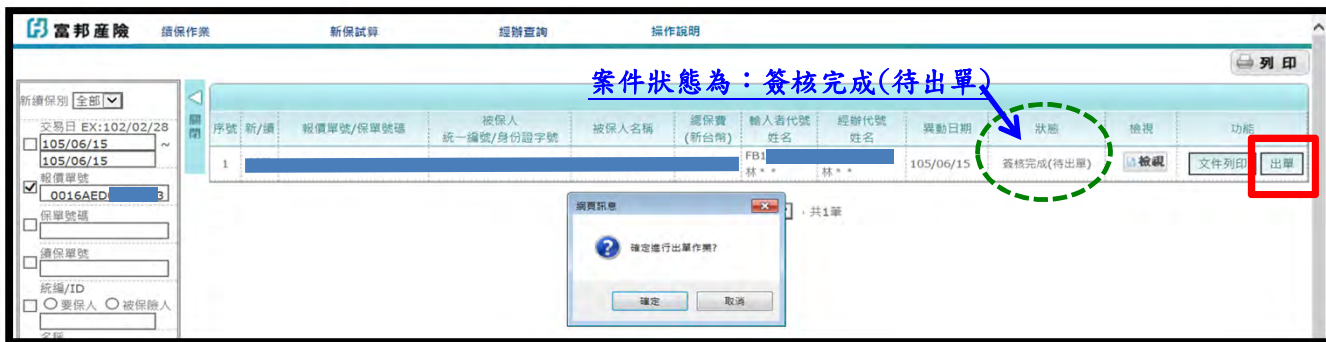 富邦產險 續保作業 新保試算 經辦查詢 操作說明
列印
案件狀態為：簽核完成(待出單)
新續保別 全部
交易日 EX:102/02/28
105/06/15 ~
105/06/15
報價單號
0016AED 3
保單號碼
續保單號
統編/ID
要保人 被保險人
名稱
關閉
序號 新/續 報價單號/保單號碼 被保人 統一編號/身份證字號 被保人名稱 總保費 (新台幣) 輸入者代號 姓名 經辦代號 姓名 異動日期 狀態 檢視 功能
1 FB1 林** 林** 105/06/15 簽核完成(待出單) 檢視 文件列印 出單
，共1筆
網頁訊息
確定進行出單作業?
確定 取消